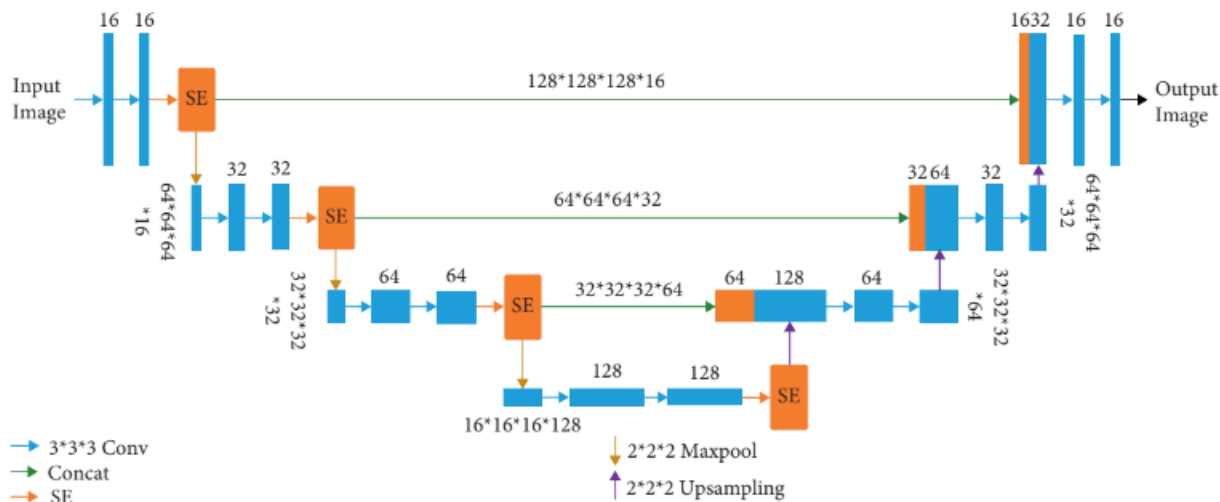 16 16
1632 16 16
Input
Image
SE
128*128*128*16
Output
Image
32 32
32 64 32
64*64*64
*16
SE
64*64*64*32
64*64*64
*32
64 64
64 128 64
32*32*32
*32
SE
32*32*32*64
32*32*32
*64
128 128
SE
16*16*16*128
3*3*3 Conv
Concat
SE
2*2*2 Maxpool
2*2*2 Upsampling